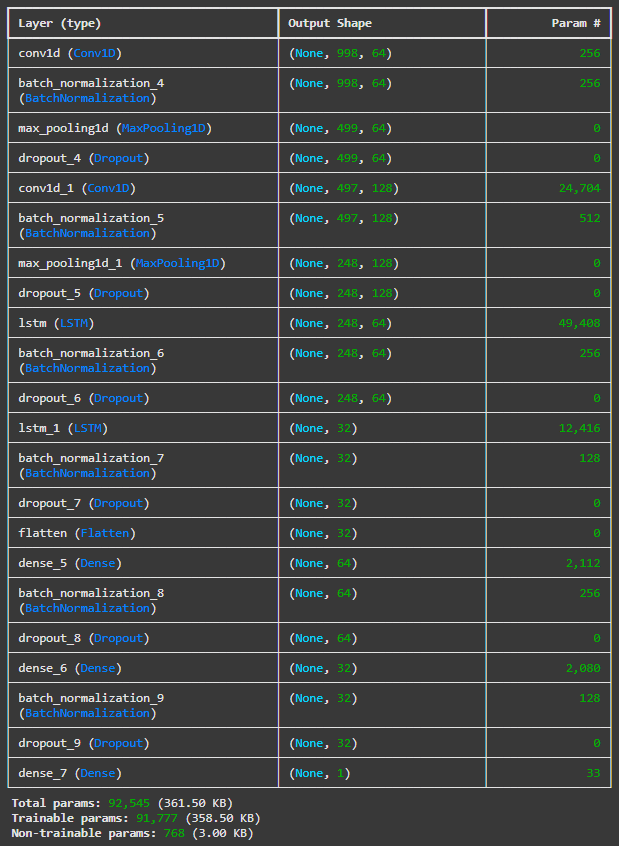 Layer (type) Output Shape Param #
conv1d (Conv1D) (None, 998, 64) 256
batch_normalization_4 (None, 998, 64) 256
(BatchNormalization)
max_pooling1d (MaxPooling1D) (None, 499, 64) 0
dropout_4 (Dropout) (None, 499, 64) 0
conv1d_1 (Conv1D) (None, 497, 128) 24,704
batch_normalization_5 (None, 497, 128) 512
(BatchNormalization)
max_pooling1d_1 (MaxPooling1D) (None, 248, 128) 0
dropout_5 (Dropout) (None, 248, 128) 0
lstm (LSTM) (None, 248, 64) 49,408
batch_normalization_6 (None, 248, 64) 256
(BatchNormalization)
dropout_6 (Dropout) (None, 248, 64) 0
lstm_1 (LSTM) (None, 32) 12,416
batch_normalization_7 (None, 32) 128
(BatchNormalization)
dropout_7 (Dropout) (None, 32) 0
flatten (Flatten) (None, 32) 0
dense_5 (Dense) (None, 64) 2,112
batch_normalization_8 (None, 64) 256
(BatchNormalization)
dropout_8 (Dropout) (None, 64) 0
dense_6 (Dense) (None, 32) 2,080
batch_normalization_9 (None, 32) 128
(BatchNormalization)
dropout_9 (Dropout) (None, 32) 0
dense_7 (Dense) (None, 1) 33
Total params: 92,545 (361.50 KB)
Trainable params: 91,777 (358.50 KB)
Non-trainable params: 768 (3.00 KB)